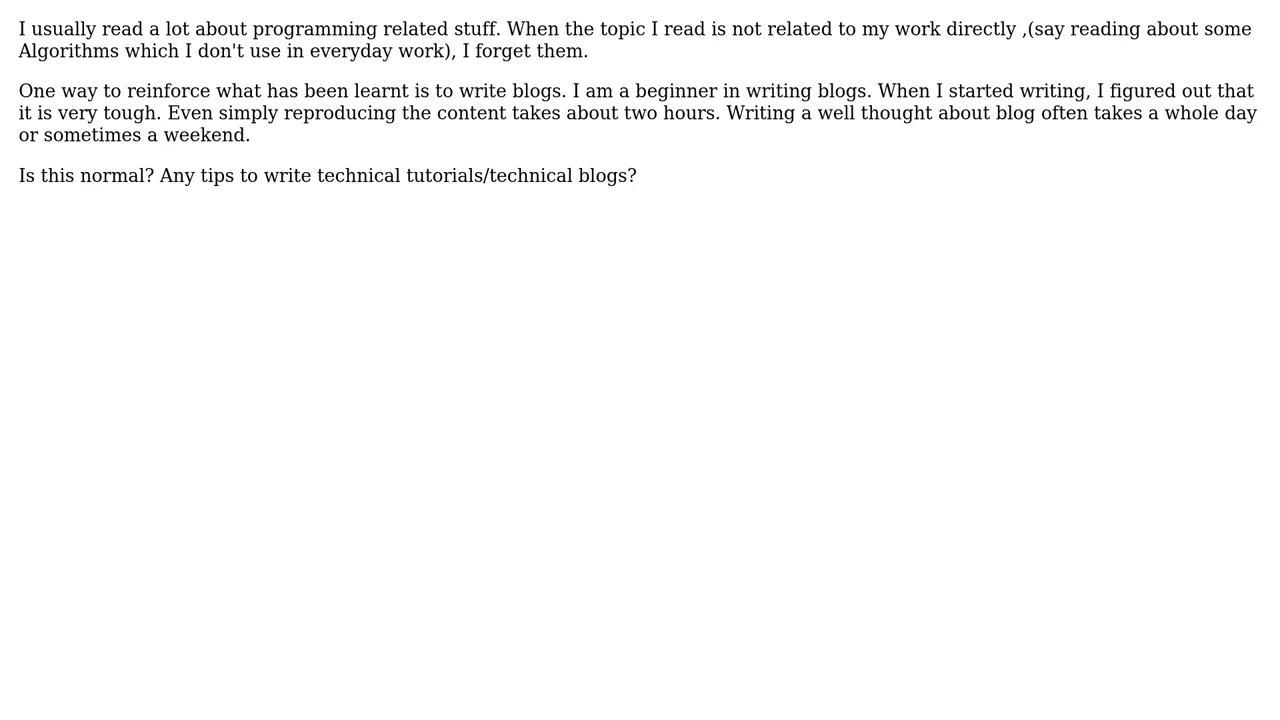 I usually read a lot about programming related stuff. When the topic I read is not related to my work directly ,(say reading about some
Algorithms which I don't use in everyday work), I forget them.
One way to reinforce what has been learnt is to write blogs. I am a beginner in writing blogs. When I started writing, I figured out that
it is very tough. Even simply reproducing the content takes about two hours. Writing a well thought about blog often takes a whole day
or sometimes a weekend.
Is this normal? Any tips to write technical tutorials/technical blogs?